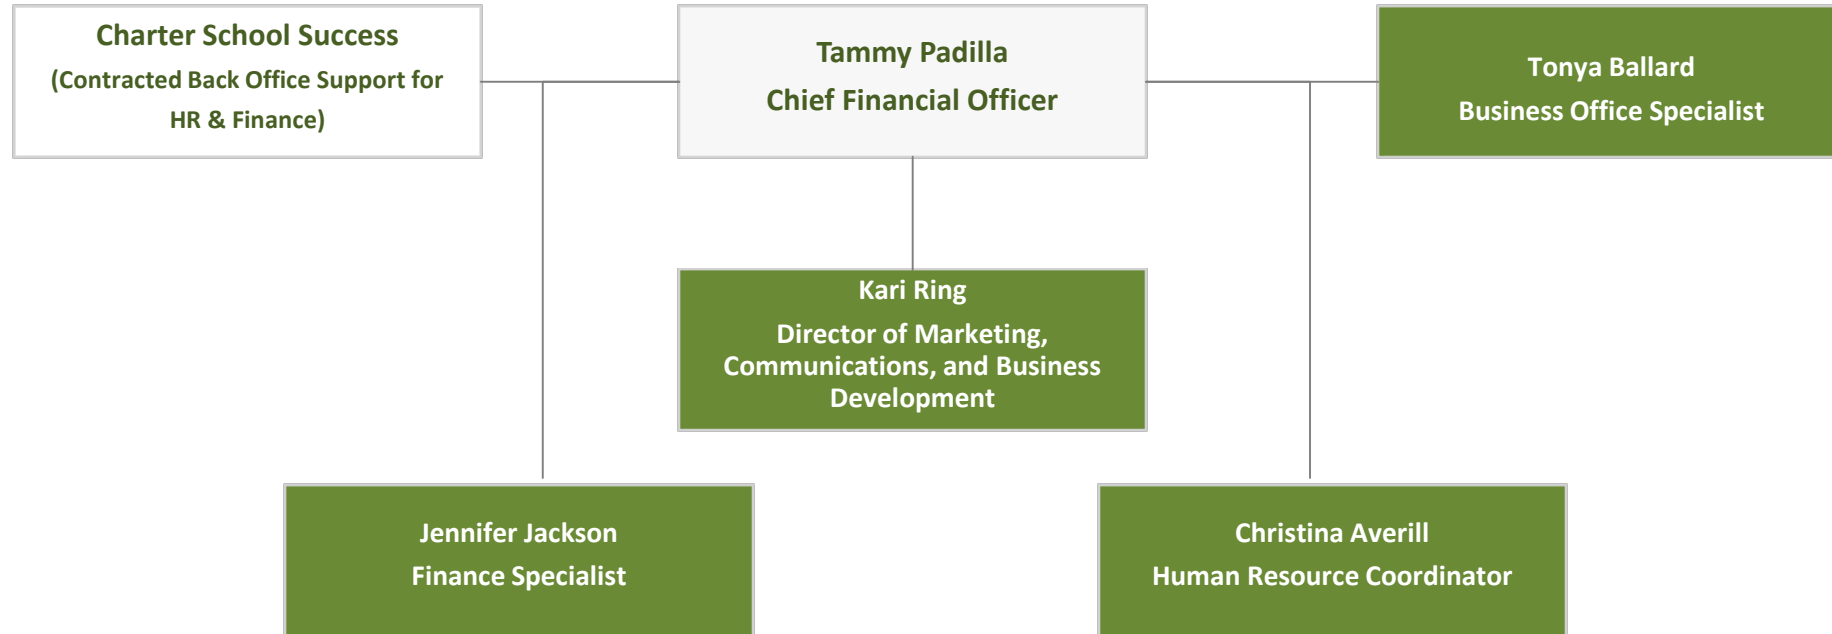 Charter School Success
(Contracted Back Office Support for
HR & Finance)
Tammy Padilla
Chief Financial Officer
Tonya Ballard
Business Office Specialist
Kari Ring
Director of Marketing,
Communications, and Business
Development
Jennifer Jackson
Finance Specialist
Christina Averill
Human Resource Coordinator